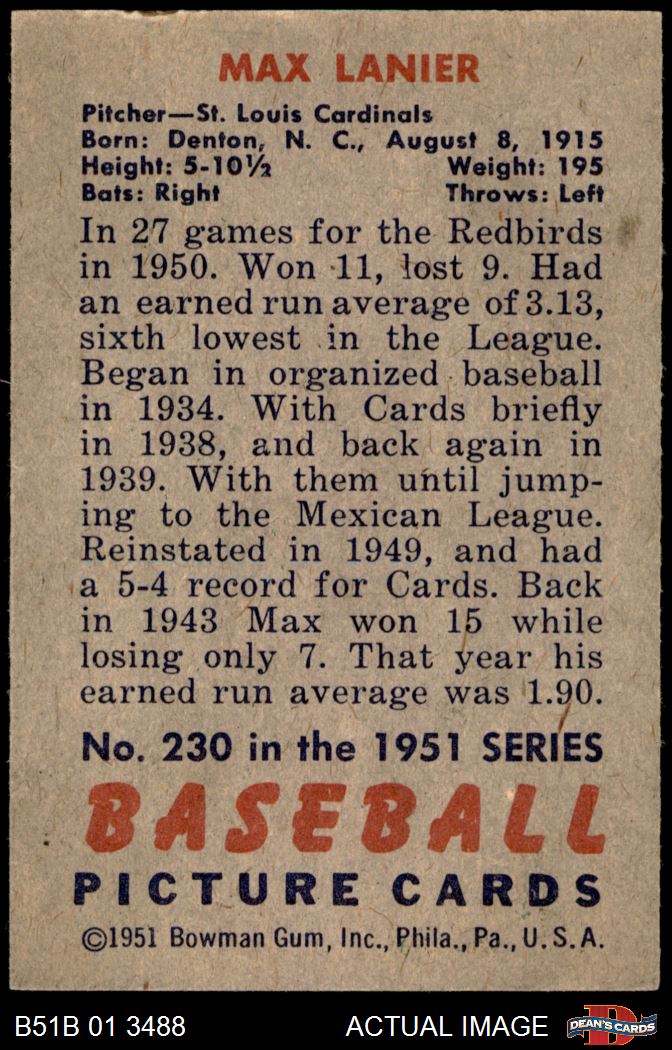 MAX LANIER
Pitcher—St. Louis Cardinals
Born: Denton, N. C., August 8, 1915
Height: 5-10½ Weight: 195
Bats: Right Throws: Left
In 27 games for the Redbirds
in 1950. Won 11, lost 9. Had
an earned run average of 3.13,
sixth lowest in the League.
Began in organized baseball
in 1934. With Cards briefly
in 1938, and back again in
1939. With them until jump-
ing to the Mexican League.
Reinstated in 1949, and had
a 5-4 record for Cards. Back
in 1943 Max won 15 while
losing only 7. That year his
earned run average was 1.90.
No. 230 in the 1951 SERIES
BASEBALL
PICTURE CARDS
©1951 Bowman Gum, Inc., Phila., Pa., U. S. A.
B51B 01 3488 ACTUAL IMAGE D DEAN'S CARDS